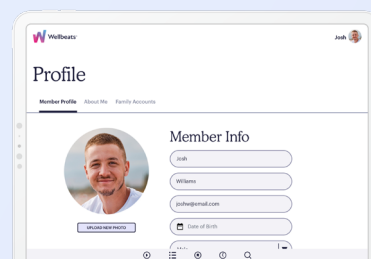 Wellbeats
Josh
Profile
Member Profile About Me Family Accounts
Member Info
Josh
Williams
joshw@email.com
Date of Birth
UPLOAD NEW PHOTO